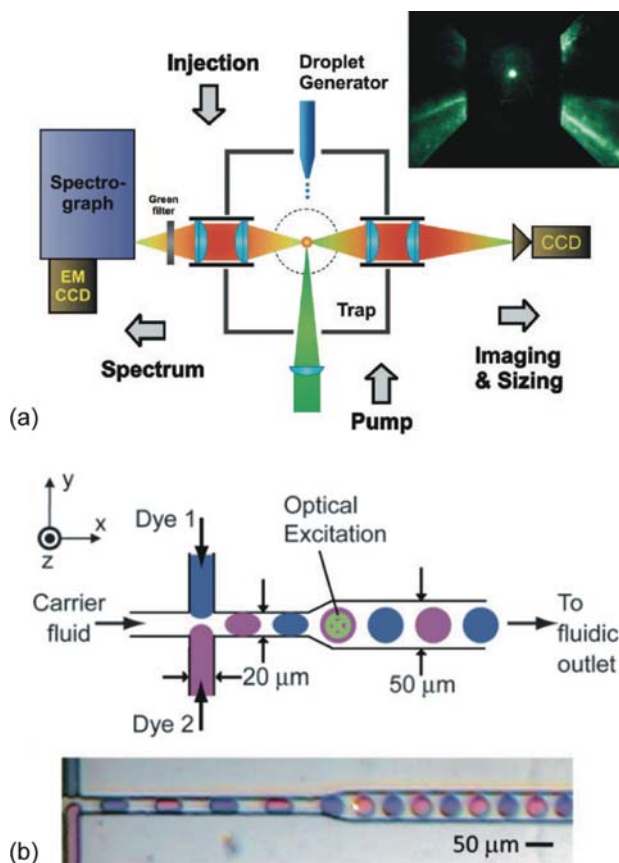 Injection
Droplet
Generator
Spectro-
graph
Green
filter
EM
CCD
CCD
Trap
Spectrum
Imaging
& Sizing
Pump
(a)
y
x
z
Dye 1
Optical
Excitation
Carrier
fluid
To
fluidic
outlet
20 μm
50 μm
Dye 2
(b)
50 μm